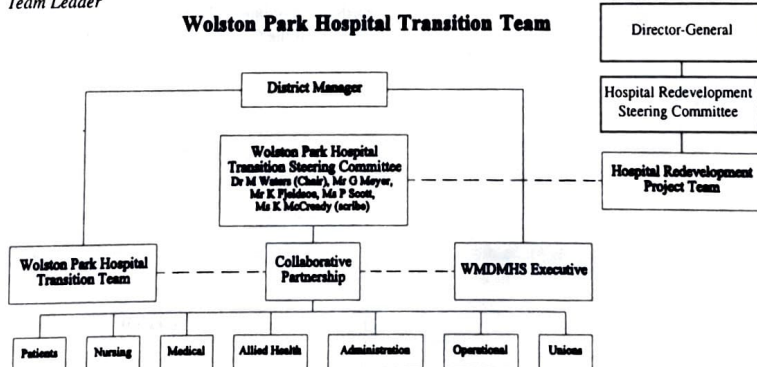 Team Leader
Wolston Park Hospital Transition Team
Director-General
District Manager
Hospital Redevelopment
Steering Committee
Wolston Park Hospital
Transition Steering Committee
Dr M Waters (Chair), Mr G Meyer,
Mr K Fjeldsoe, Ms P Scott,
Ms K McCready (scribe)
Hospital Redevelopment
Project Team
Wolston Park Hospital
Transition Team
Collaborative
Partnership
WMDMHS Executive
Patients
Nursing
Medical
Allied Health
Administration
Operational
Unions